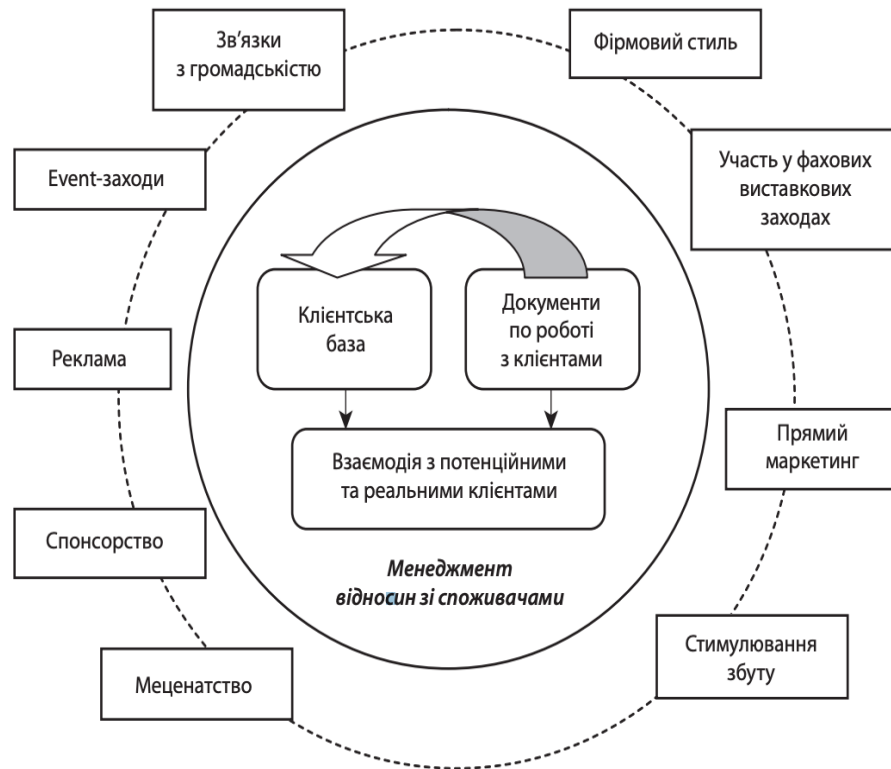 Зв’язки
з громадськістю
Фірмовий стиль
Event-заходи
Участь у фахових
виставкових
заходах
Клієнтська
база
Документи
по роботі
з клієнтами
Реклама
Взаємодія з потенційними
та реальними клієнтами
Прямий
маркетинг
Спонсорство
Менеджмент
відносин зі споживачами
Меценатство
Стимулювання
збуту